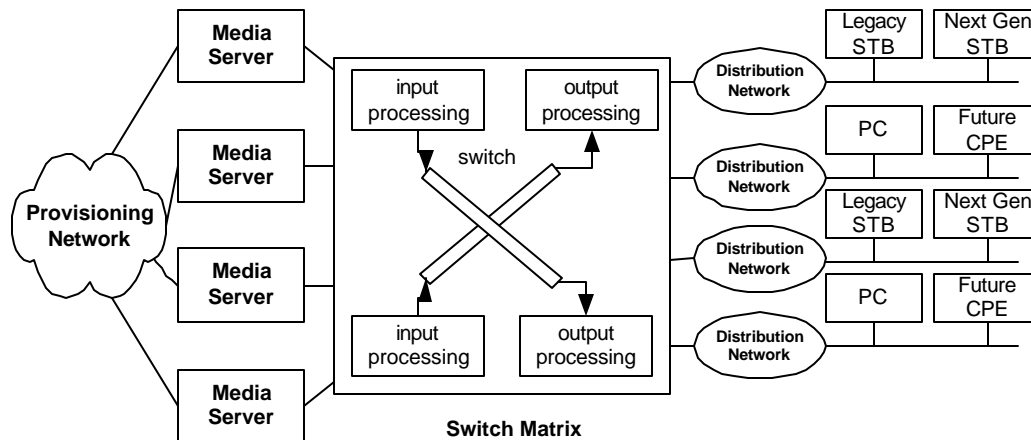 Provisioning
Network
Media
Server
Media
Server
Media
Server
Media
Server
input
processing
output
processing
switch
input
processing
output
processing
Switch Matrix
Distribution
Network
Distribution
Network
Distribution
Network
Distribution
Network
Legacy
STB
Next Gen
STB
PC
Future
CPE
Legacy
STB
Next Gen
STB
PC
Future
CPE